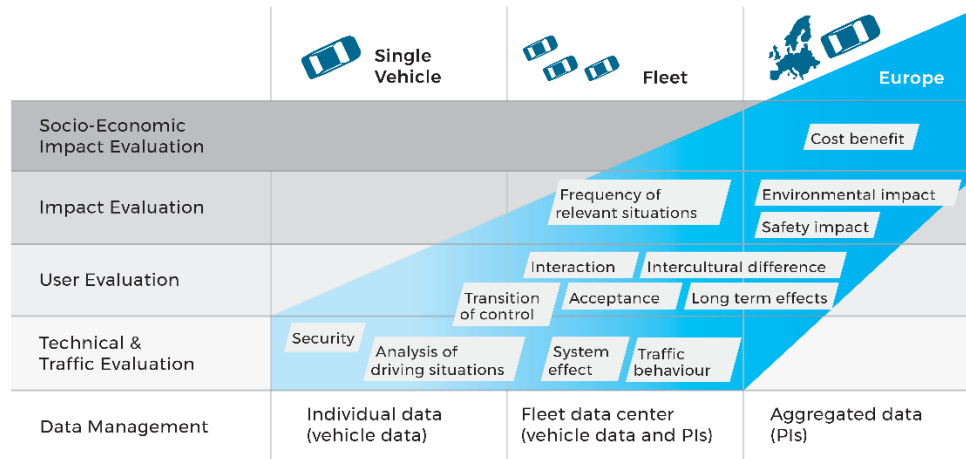 Single
Vehicle
Fleet
Europe
Socio-Economic
Impact Evaluation
Cost benefit
Impact Evaluation
Frequency of
relevant situations
Environmental impact
Safety impact
User Evaluation
Interaction
Intercultural difference
Transition
of control
Acceptance
Long term effects
Technical &
Traffic Evaluation
Security
Analysis of
driving situations
System
effect
Traffic
behaviour
Data Management
Individual data
(vehicle data)
Fleet data center
(vehicle data and PIs)
Aggregated data
(PIs)